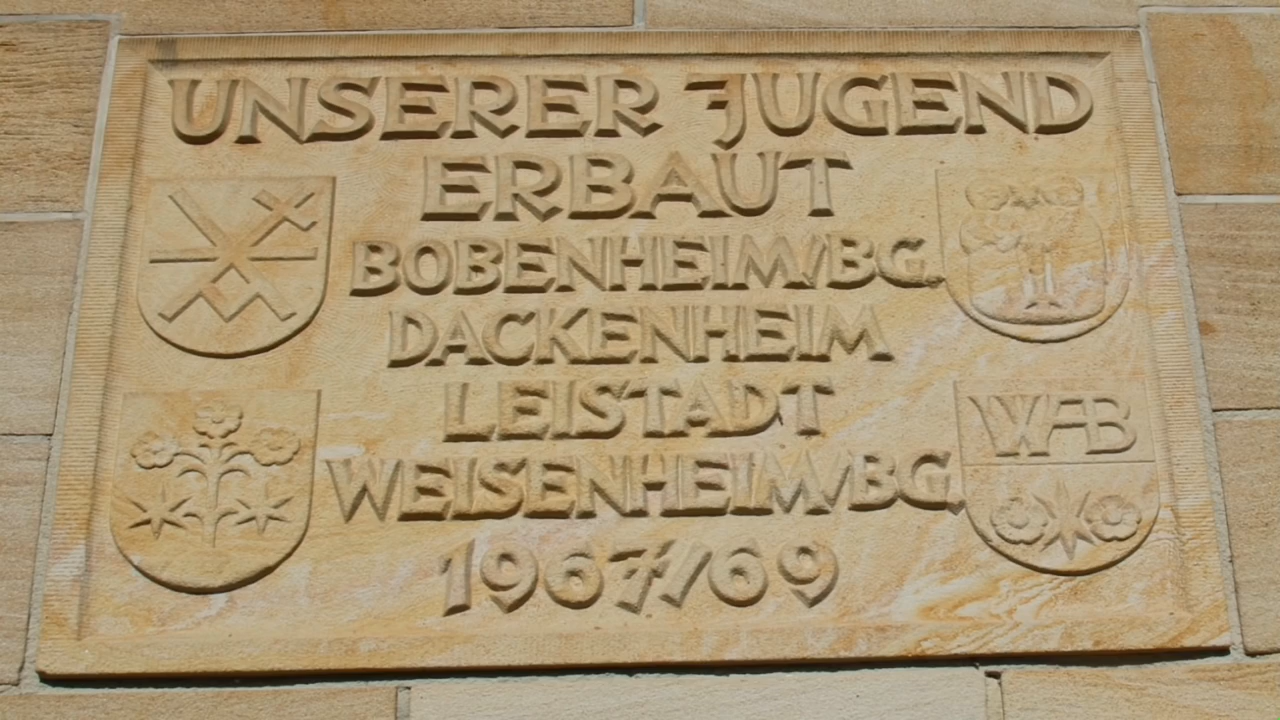 UNSERER JUGEND
ERBAUT
BOBENHEIM/BG.
DACKENHEIM
LEISTADT
WEISENHEIM/BG.
WAB
1967/69